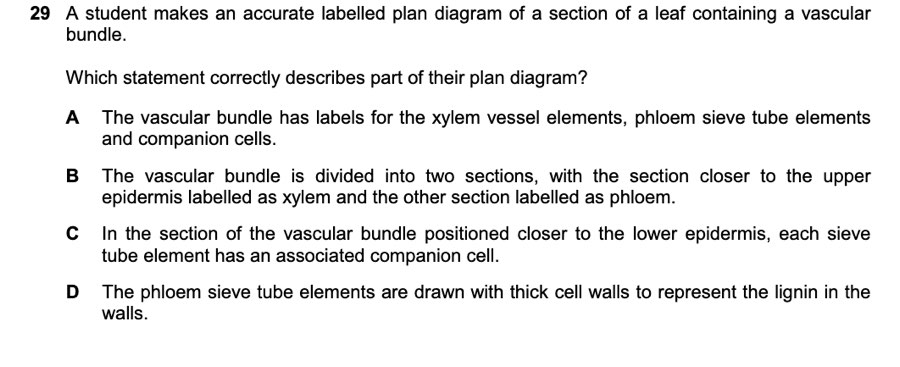 29 A student makes an accurate labelled plan diagram of a section of a leaf containing a vascular
bundle.
Which statement correctly describes part of their plan diagram?
A The vascular bundle has labels for the xylem vessel elements, phloem sieve tube elements
and companion cells.
B The vascular bundle is divided into two sections, with the section closer to the upper
epidermis labelled as xylem and the other section labelled as phloem.
C In the section of the vascular bundle positioned closer to the lower epidermis, each sieve
tube element has an associated companion cell.
D The phloem sieve tube elements are drawn with thick cell walls to represent the lignin in the
walls.